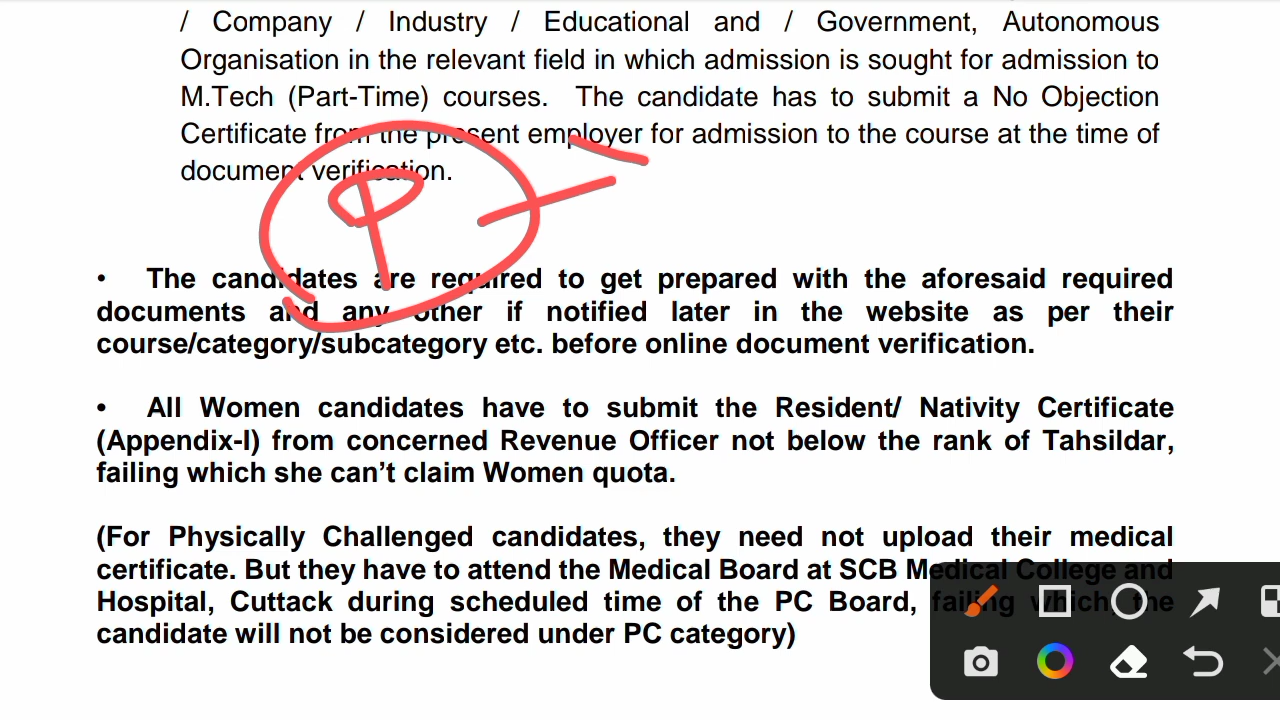 / Company / Industry / Educational and / Government, Autonomous
Organisation in the relevant field in which admission is sought for admission to
M.Tech (Part-Time) courses. The candidate has to submit a No Objection
Certificate from the present employer for admission to the course at the time of
document verification.
P
• The candidates are required to get prepared with the aforesaid required
documents and any other if notified later in the website as per their
course/category/subcategory etc. before online document verification.
• All Women candidates have to submit the Resident/ Nativity Certificate
(Appendix-I) from concerned Revenue Officer not below the rank of Tahsildar,
failing which she can’t claim Women quota.
(For Physically Challenged candidates, they need not upload their medical
certificate. But they have to attend the Medical Board at SCB Medical College and
Hospital, Cuttack during scheduled time of the PC Board, failing which the
candidate will not be considered under PC category)